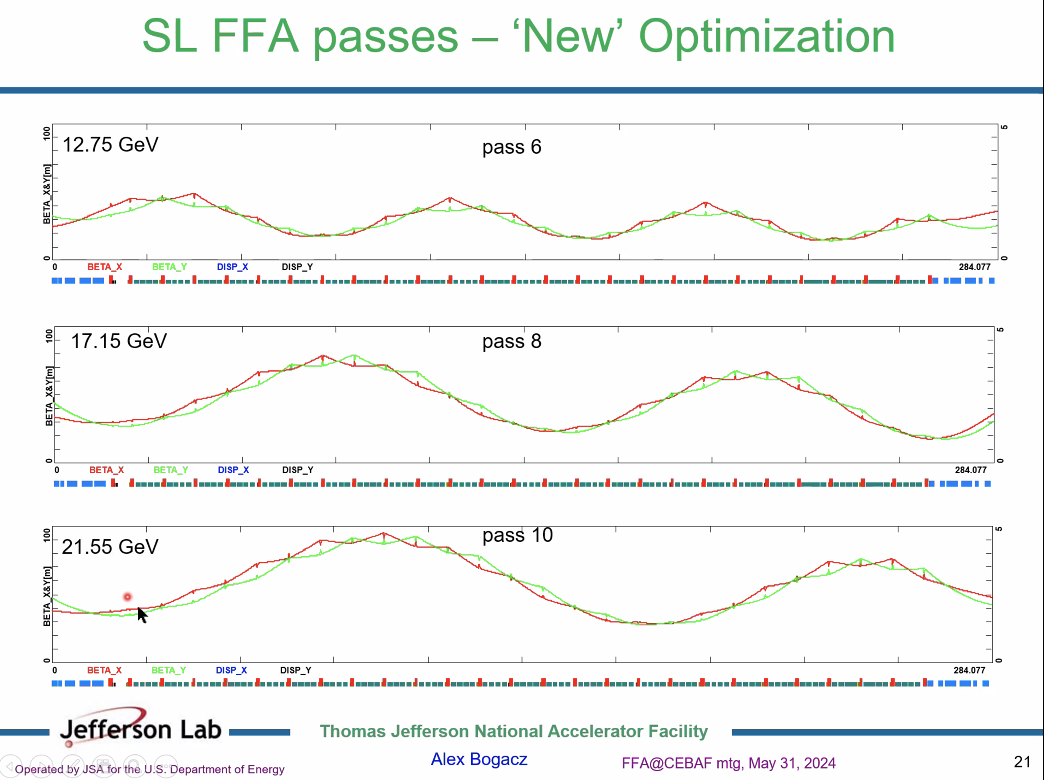 SL FFA passes – ‘New’ Optimization
100
5
12.75 GeV
pass 6
BETA_X&Y[m]
0
0
0 BETA_X BETA_Y DISP_X DISP_Y 284.077
100
5
17.15 GeV
pass 8
BETA_X&Y[m]
0
0
0 BETA_X BETA_Y DISP_X DISP_Y 284.077
100
5
pass 10
21.55 GeV
BETA_X&Y[m]
0
0
0 BETA_X BETA_Y DISP_X DISP_Y 284.077
Jefferson Lab
Thomas Jefferson National Accelerator Facility
Alex Bogacz
FFA@CEBAF mtg, May 31, 2024
21
Operated by JSA for the U.S. Department of Energy